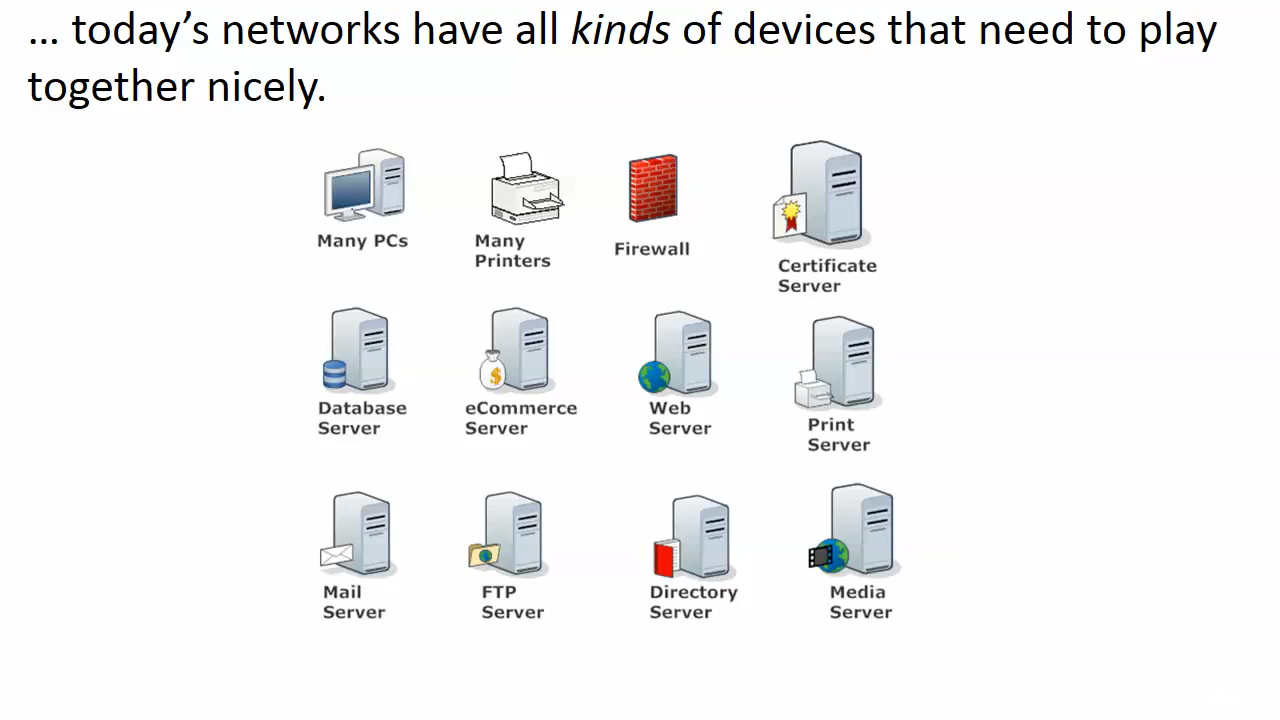 ... today’s networks have all kinds of devices that need to play
together nicely.
Many PCs
Many
Printers
Firewall
Certificate
Server
Database
Server
eCommerce
Server
Web
Server
Print
Server
Mail
Server
FTP
Server
Directory
Server
Media
Server